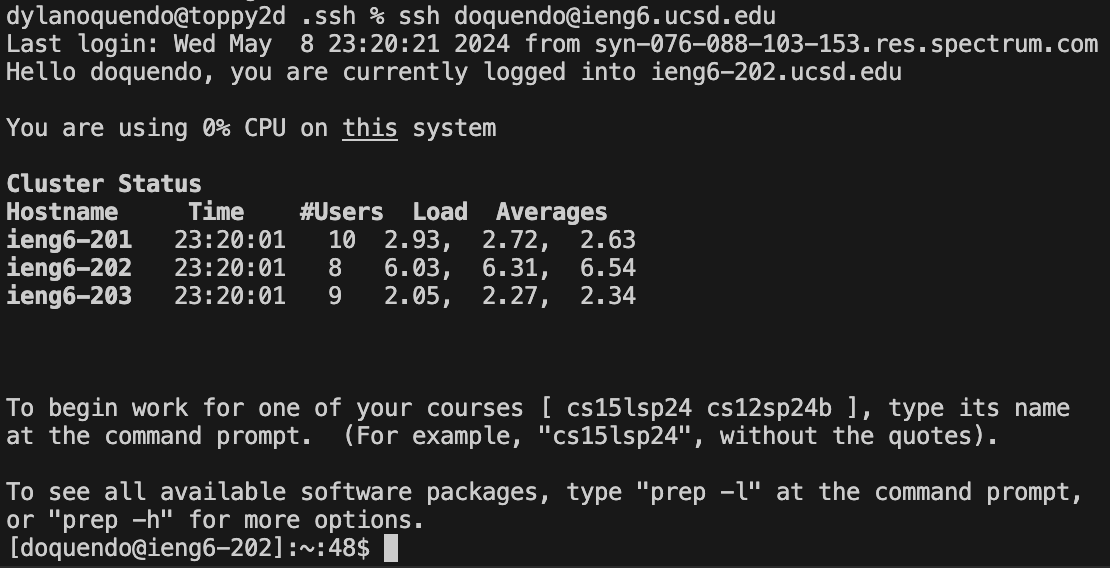 dylanoquendo@toppy2d .ssh % ssh doquendo@ieng6.ucsd.edu
Last login: Wed May  8 23:20:21 2024 from syn-076-088-103-153.res.spectrum.com
Hello doquendo, you are currently logged into ieng6-202.ucsd.edu
You are using 0% CPU on this system
Cluster Status
Hostname     Time    #Users  Load  Averages
ieng6-201   23:20:01   10  2.93,  2.72,  2.63
ieng6-202   23:20:01   8   6.03,  6.31,  6.54
ieng6-203   23:20:01   9   2.05,  2.27,  2.34
To begin work for one of your courses [ cs15lsp24 cs12sp24b ], type its name
at the command prompt.  (For example, "cs15lsp24", without the quotes).
To see all available software packages, type "prep -l" at the command prompt,
or "prep -h" for more options.
[doquendo@ieng6-202]:~:48$